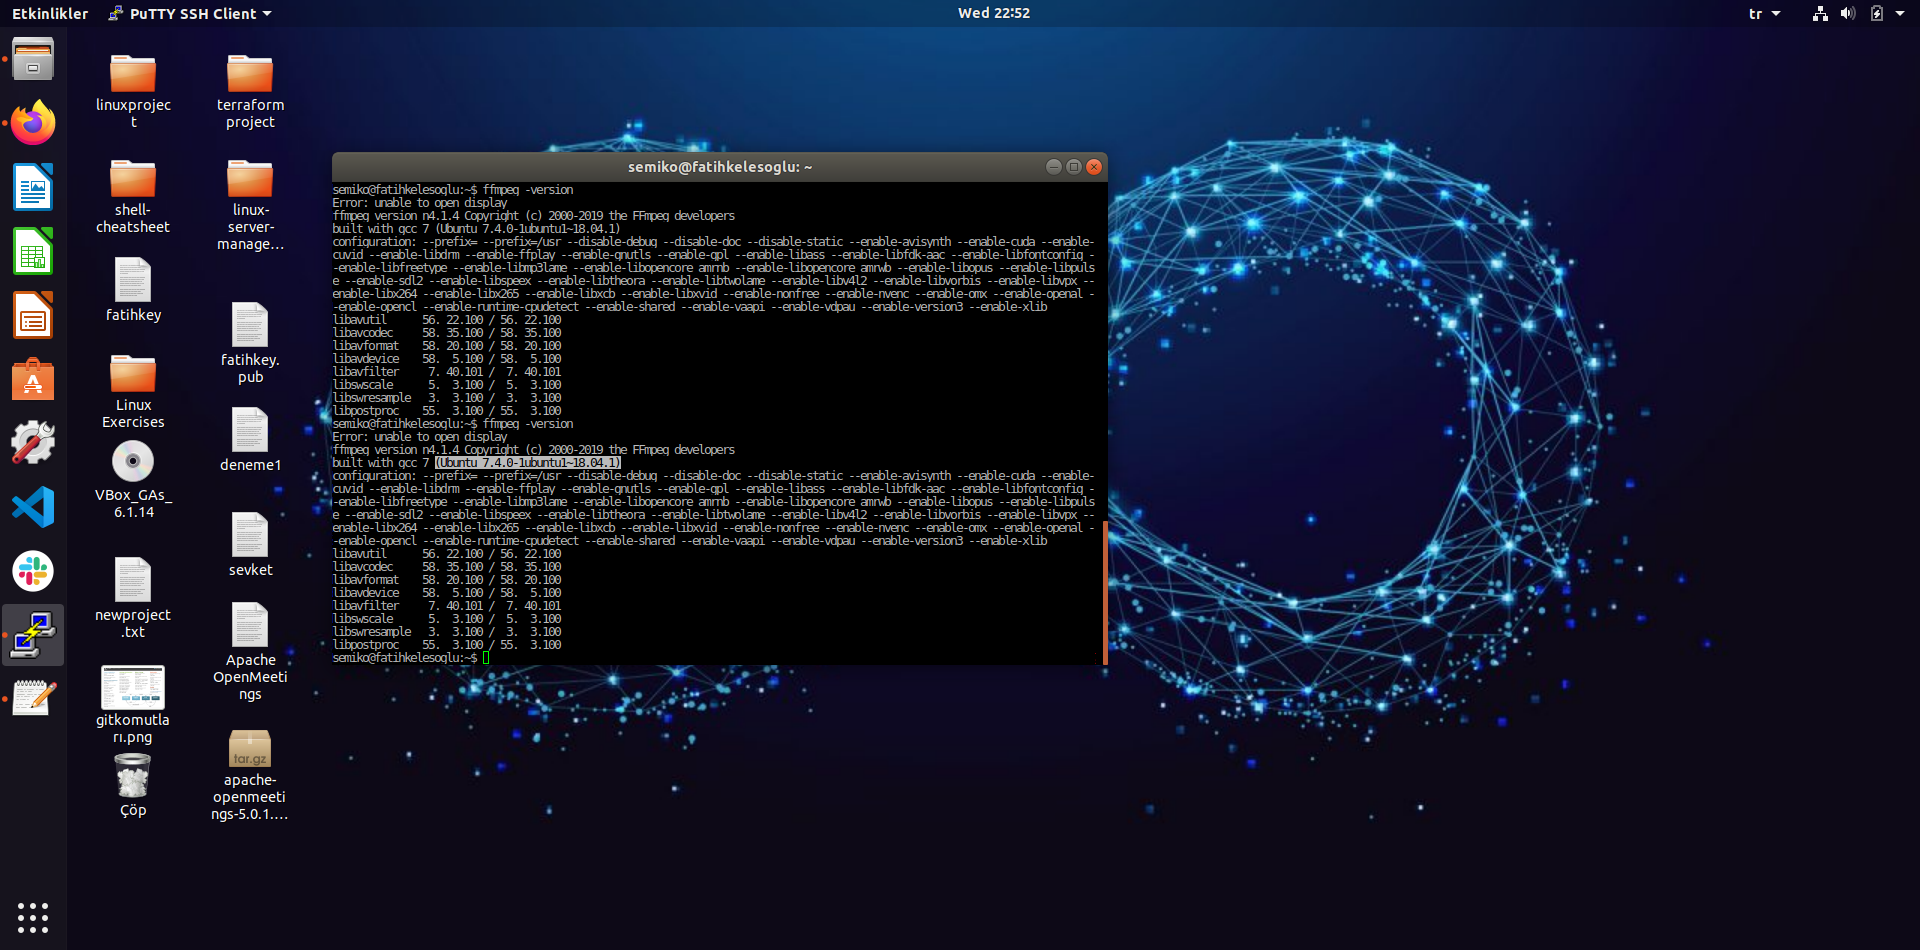 Etkinlikler
PuTTY SSH Client
Wed 22:52
tr
linuxprojec
t
terraform
project
shell-
cheatsheet
linux-
server-
manage...
fatihkey
fatihkey.
pub
Linux
Exercises
deneme1
VBox_GAs_
6.1.14
sevket
newproject
.txt
Apache
OpenMeeti
ngs
gitkomutla
rı.png
tar.gz
apache-
openmeeti
ngs-5.0.1....
Çöp
semiko@fatihkelesoglu: ~
semiko@fatihkelesoglu:~$ ffmpeg -version
Error: unable to open display
ffmpeg version n4.1.4 Copyright (c) 2000-2019 the FFmpeg developers
built with gcc 7 (Ubuntu 7.4.0-1ubuntu1~18.04.1)
configuration: --prefix= --prefix=/usr --disable-debug --disable-doc --disable-static --enable-avisynth --enable-cuda --enable-
cuvid --enable-libdrm --enable-ffplay --enable-gnutls --enable-gpl --enable-libass --enable-libfdk-aac --enable-libfontconfig -
-enable-libfreetype --enable-libmp3lame --enable-libopencore_amrnb --enable-libopencore_amrwb --enable-libopus --enable-libpuls
e --enable-sdl2 --enable-libspeex --enable-libtheora --enable-libtwolame --enable-libv4l2 --enable-libvorbis --enable-libvpx --
enable-libx264 --enable-libx265 --enable-libxcb --enable-libxvid --enable-nonfree --enable-nvenc --enable-omx --enable-openal -
-enable-opencl --enable-runtime-cpudetect --enable-shared --enable-vaapi --enable-vdpau --enable-version3 --enable-xlib
libavutil      56. 22.100 / 56. 22.100
libavcodec     58. 35.100 / 58. 35.100
libavformat    58. 20.100 / 58. 20.100
libavdevice    58.  5.100 / 58.  5.100
libavfilter     7. 40.101 /  7. 40.101
libswscale      5.  3.100 /  5.  3.100
libswresample   3.  3.100 /  3.  3.100
libpostproc    55.  3.100 / 55.  3.100
semiko@fatihkelesoglu:~$ ffmpeg -version
Error: unable to open display
ffmpeg version n4.1.4 Copyright (c) 2000-2019 the FFmpeg developers
built with gcc 7 (Ubuntu 7.4.0-1ubuntu1~18.04.1)
configuration: --prefix= --prefix=/usr --disable-debug --disable-doc --disable-static --enable-avisynth --enable-cuda --enable-
cuvid --enable-libdrm --enable-ffplay --enable-gnutls --enable-gpl --enable-libass --enable-libfdk-aac --enable-libfontconfig -
-enable-libfreetype --enable-libmp3lame --enable-libopencore_amrnb --enable-libopencore_amrwb --enable-libopus --enable-libpuls
e --enable-sdl2 --enable-libspeex --enable-libtheora --enable-libtwolame --enable-libv4l2 --enable-libvorbis --enable-libvpx --
enable-libx264 --enable-libx265 --enable-libxcb --enable-libxvid --enable-nonfree --enable-nvenc --enable-omx --enable-openal -
-enable-opencl --enable-runtime-cpudetect --enable-shared --enable-vaapi --enable-vdpau --enable-version3 --enable-xlib
libavutil      56. 22.100 / 56. 22.100
libavcodec     58. 35.100 / 58. 35.100
libavformat    58. 20.100 / 58. 20.100
libavdevice    58.  5.100 / 58.  5.100
libavfilter     7. 40.101 /  7. 40.101
libswscale      5.  3.100 /  5.  3.100
libswresample   3.  3.100 /  3.  3.100
libpostproc    55.  3.100 / 55.  3.100
semiko@fatihkelesoglu:~$